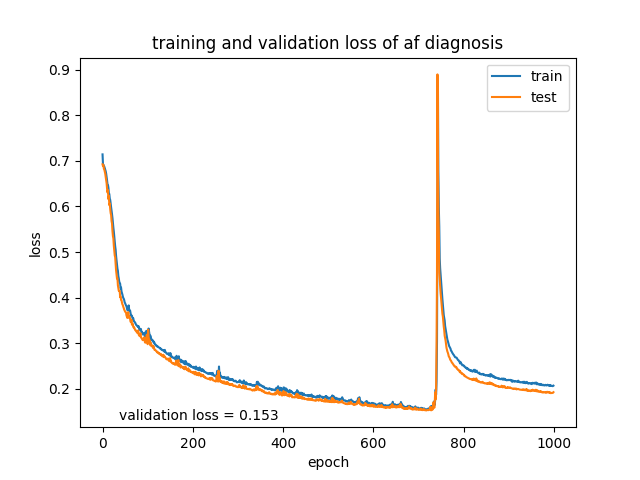 training and validation loss of af diagnosis
0.9
0.8
0.7
0.6
0.5
0.4
0.3
0.2
loss
train
test
validation loss = 0.153
0
200
400
600
800
1000
epoch